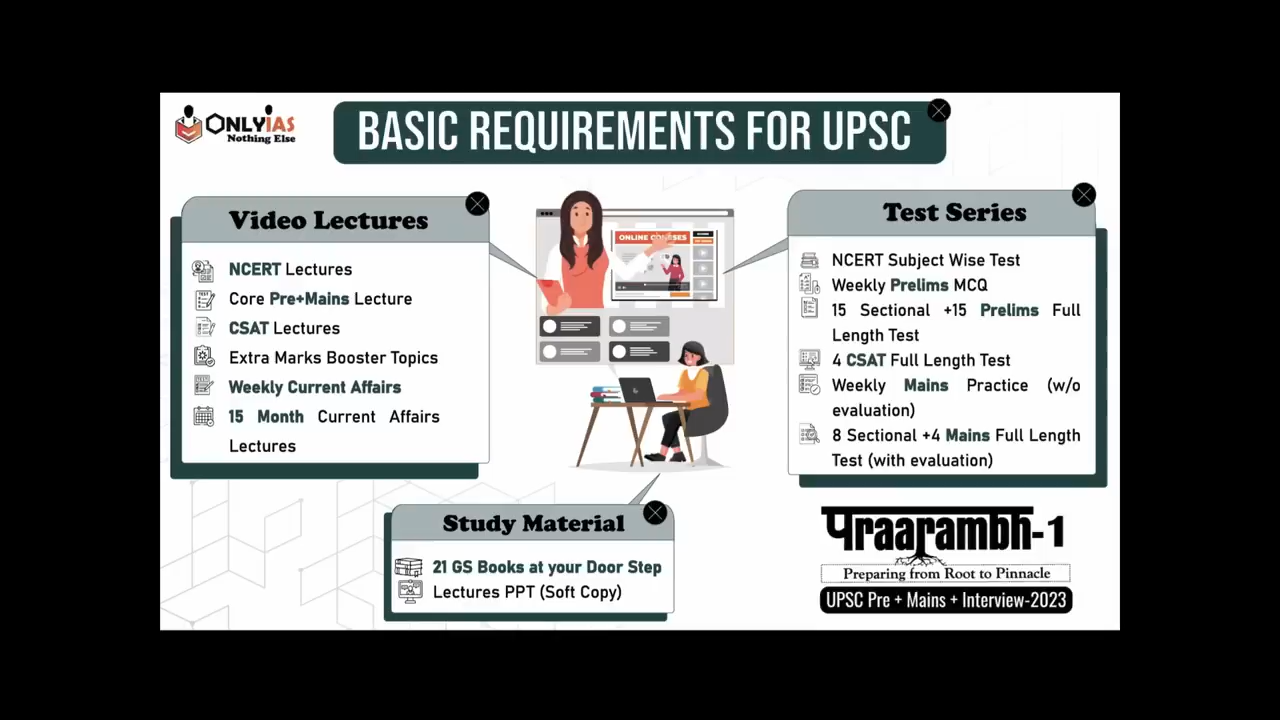 ONLYIAS
Nothing Else
BASIC REQUIREMENTS FOR UPSC
Video Lectures
NCERT Lectures
Core Pre+Mains Lecture
CSAT Lectures
Extra Marks Booster Topics
Weekly Current Affairs
15 Month Current Affairs
Lectures
ONLINE COURSES
Test Series
NCERT Subject Wise Test
Weekly Prelims MCQ
15 Sectional +15 Prelims Full
Length Test
4 CSAT Full Length Test
Weekly Mains Practice (w/o
evaluation)
8 Sectional +4 Mains Full Length
Test (with evaluation)
Study Material
21 GS Books at your Door Step
Lectures PPT (Soft Copy)
Praarambh-1
Preparing from Root to Pinnacle
UPSC Pre + Mains + Interview-2023